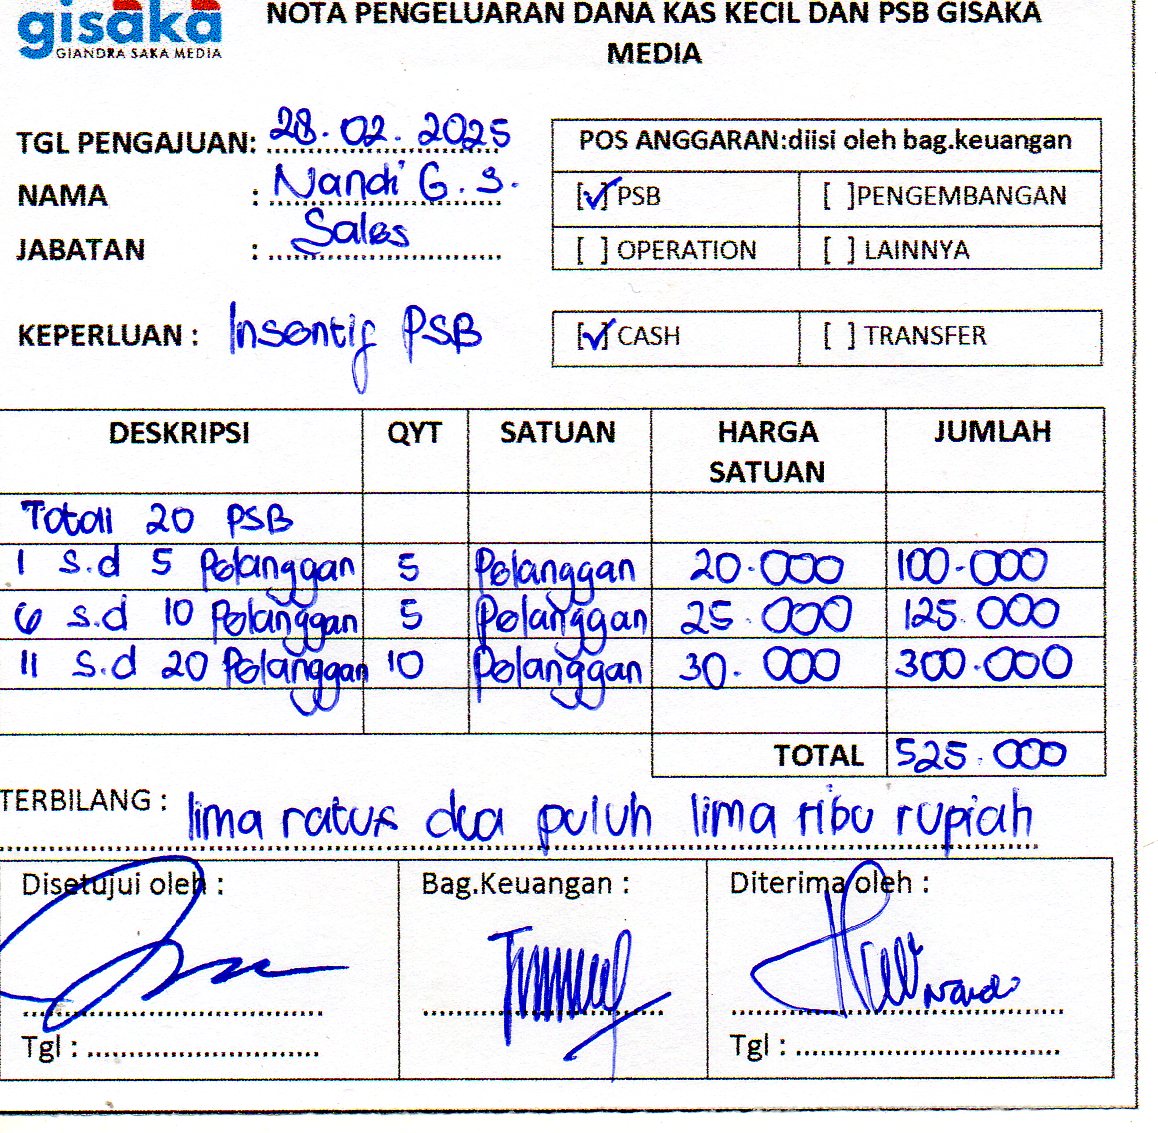 gisaka
GIANDRA SAKA MEDIA
NOTA PENGELUARAN DANA KAS KECIL DAN PSB GISAKA
MEDIA
TGL PENGAJUAN: 28.02.2025
NAMA : Nandi G.S.
JABATAN : Sales
POS ANGGARAN:diisi oleh bag.keuangan
[✓] PSB [ ]PENGEMBANGAN
[ ] OPERATION [ ] LAINNYA
KEPERLUAN : Insentif PSB
[✓] CASH [ ] TRANSFER
DESKRIPSI QYT SATUAN HARGA SATUAN JUMLAH
Total 20 PSB
1 s.d 5 Pelanggan 5 Pelanggan 20.000 100.000
6 s.d 10 Pelanggan 5 Pelanggan 25.000 125.000
11 s.d 20 Pelanggan 10 Pelanggan 30.000 300.000
TOTAL 525.000
TERBILANG : lima ratus dua puluh lima ribu rupiah
Disetujui oleh : Bag.Keuangan : Diterima oleh :
Nandi
Tgl : Tgl :